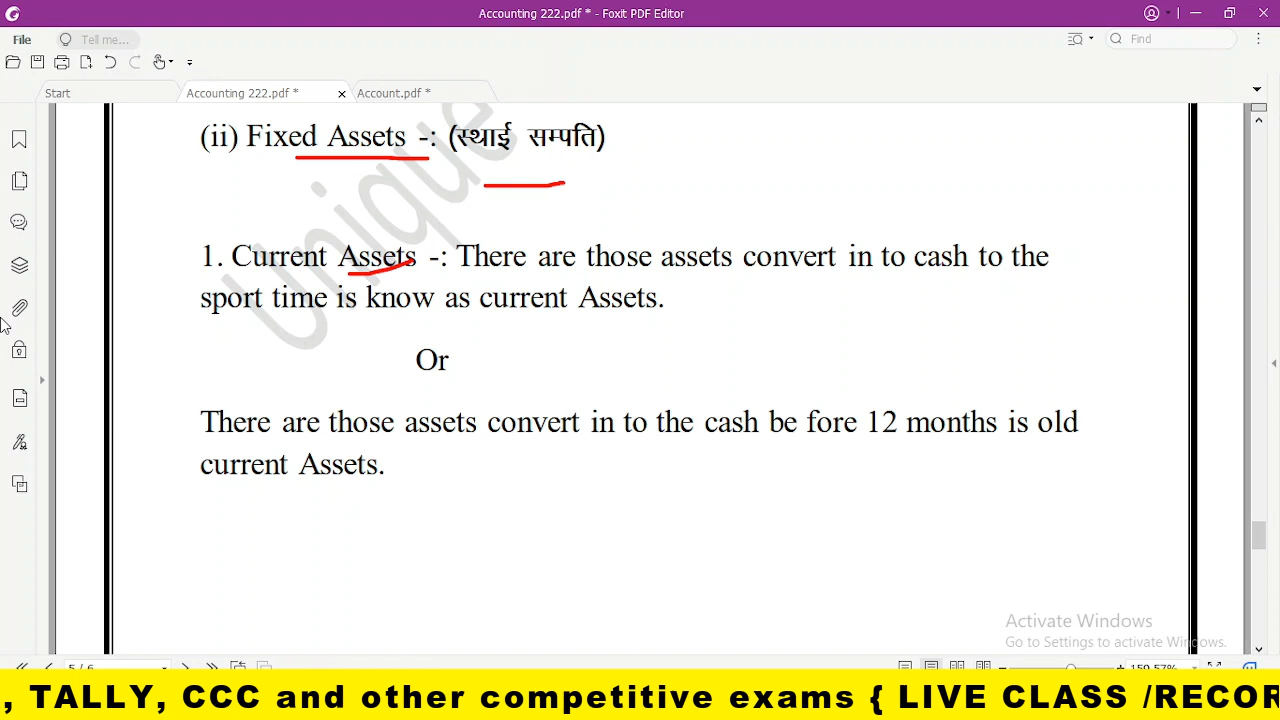 Accounting 222.pdf * - Foxit PDF Editor
File
Tell me...
Find
Start
Accounting 222.pdf *
Account.pdf *
(ii) Fixed Assets -: (स्थाई सम्पति)
Unique
1. Current Assets -: There are those assets convert in to cash to the
sport time is know as current Assets.
Or
There are those assets convert in to the cash be fore 12 months is old
current Assets.
Activate Windows
Go to Settings to activate Windows.
5 / 6
159.57%
, TALLY, CCC and other competitive exams { LIVE CLASS /RECOR